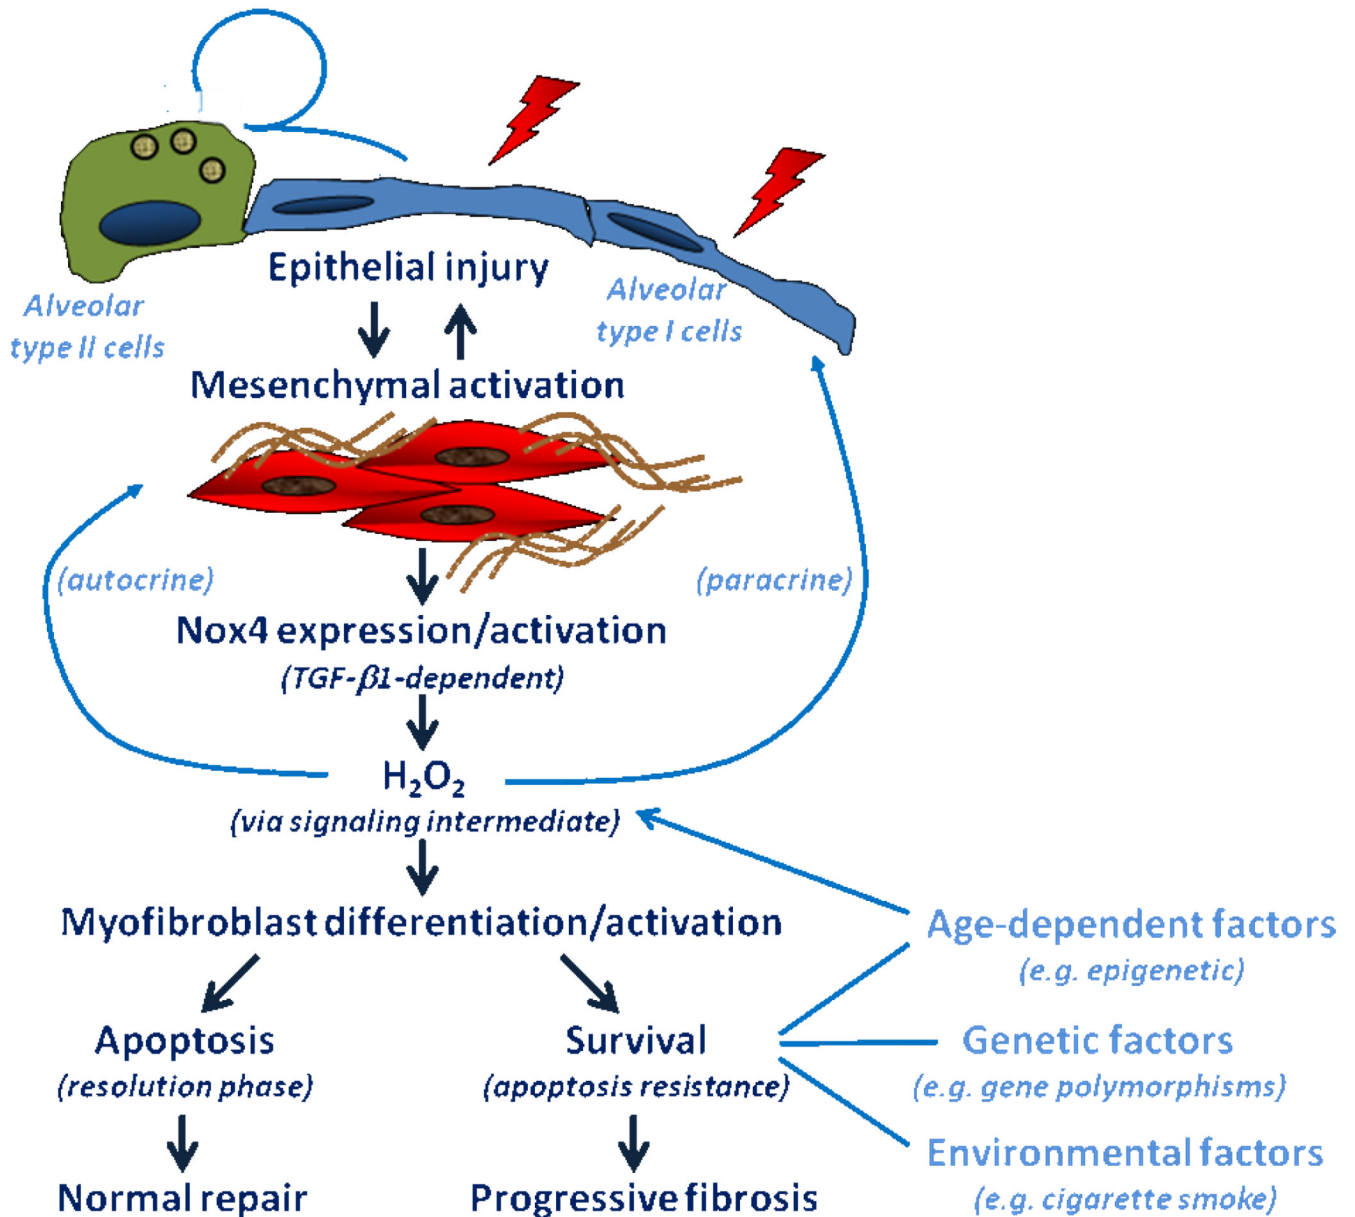 Epithelial injury
Alveolar
type II cells
Alveolar
type I cells
Mesenchymal activation
(autocrine)
(paracrine)
Nox4 expression/activation
(TGF-β1-dependent)
H₂O₂
(via signaling intermediate)
Myofibroblast differentiation/activation
Age-dependent factors
(e.g. epigenetic)
Apoptosis
(resolution phase)
Survival
(apoptosis resistance)
Genetic factors
(e.g. gene polymorphisms)
Environmental factors
(e.g. cigarette smoke)
Normal repair
Progressive fibrosis